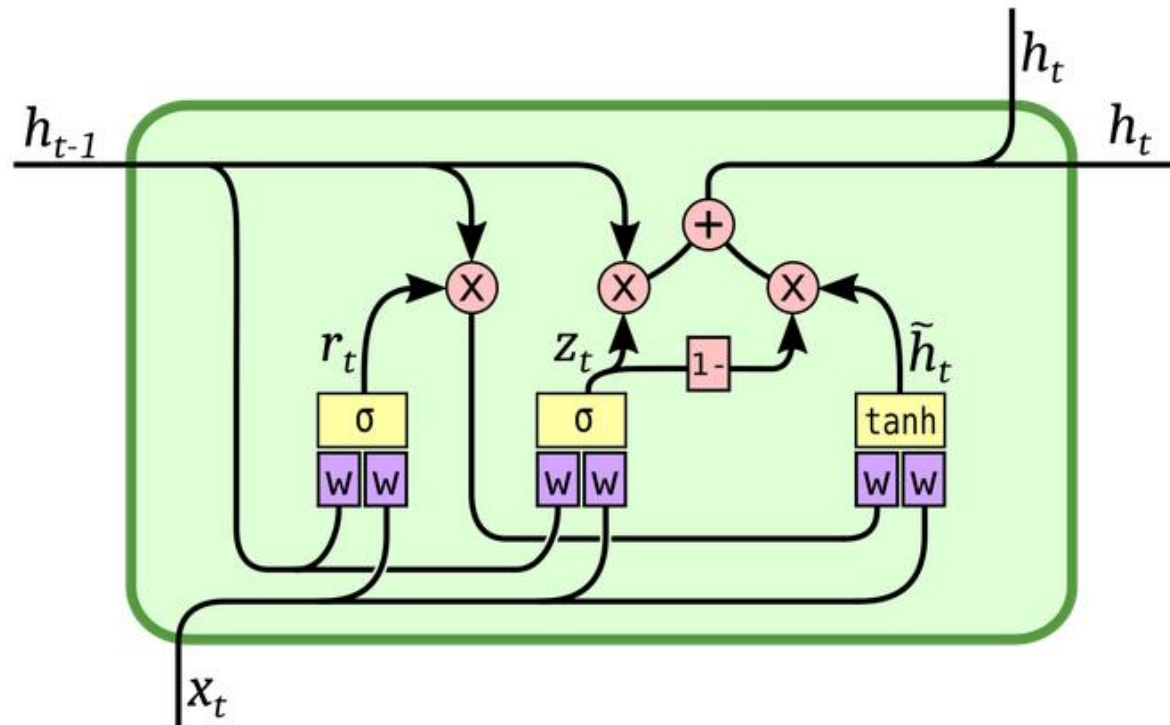 h_t
h_{t-1} h_t
+
X X X
r_t z_t 1- h̃_t
σ σ tanh
W W W W W W
x_t